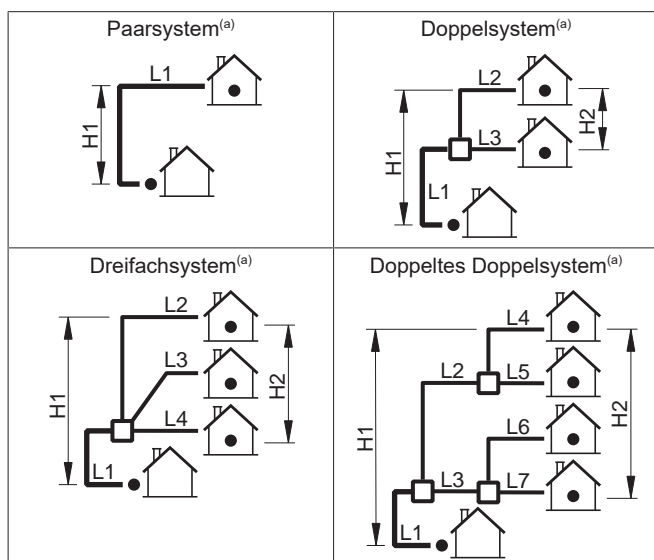 Paarsystem(a)
L1
H1
Doppelsystem(a)
L2
H2
H1
L3
L1
Dreifachsystem(a)
L2
L3
H1
H2
L4
L1
Doppeltes Doppelsystem(a)
L4
L2
L5
H1
H2
L6
L3
L7
L1